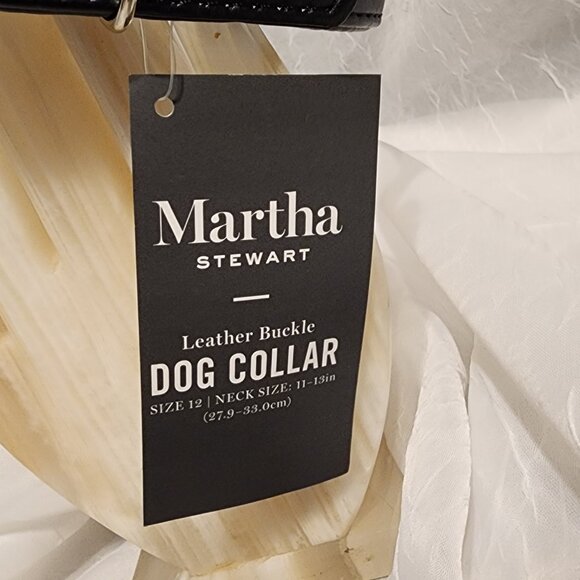 Martha
STEWART
Leather Buckle
DOG COLLAR
SIZE 12 | NECK SIZE: 11-13in
(27.9-33.0cm)